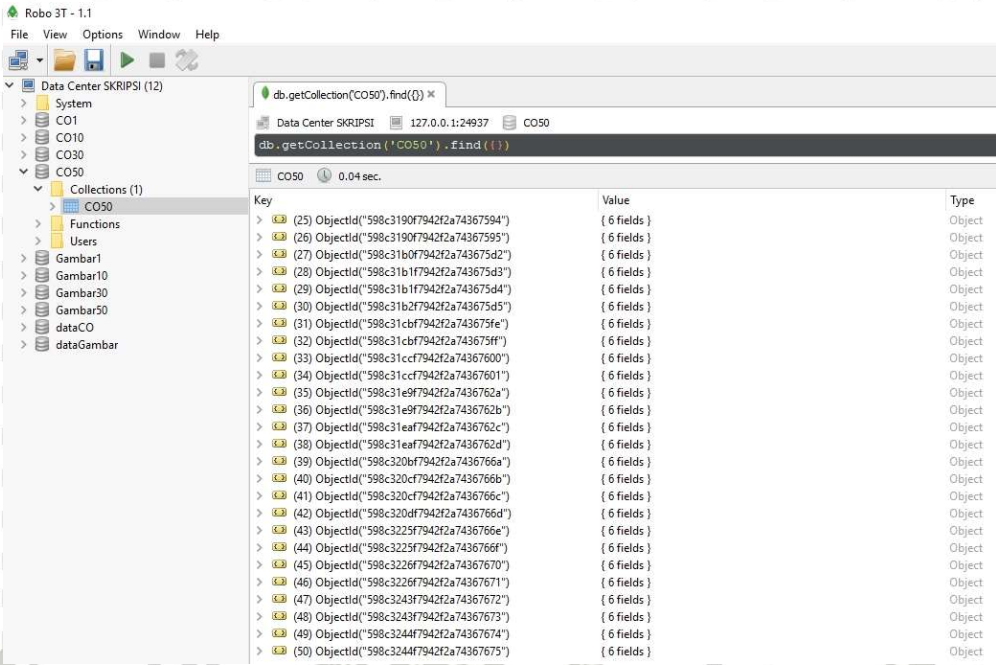 Robo 3T - 1.1
File View Options Window Help
Data Center SKRIPSI (12)
System
CO1
CO10
CO30
CO50
Collections (1)
CO50
Functions
Users
Gambar1
Gambar10
Gambar30
Gambar50
dataCO
dataGambar
db.getCollection('CO50').find({})
Data Center SKRIPSI 127.0.0.1:24937 CO50
db.getCollection('CO50').find({})
CO50 0.04 sec.
Key Value Type
(25) ObjectId("598c3190f7942f2a74367594") { 6 fields } Object
(26) ObjectId("598c3190f7942f2a74367595") { 6 fields } Object
(27) ObjectId("598c31b0f7942f2a743675d2") { 6 fields } Object
(28) ObjectId("598c31b1f7942f2a743675d3") { 6 fields } Object
(29) ObjectId("598c31b1f7942f2a743675d4") { 6 fields } Object
(30) ObjectId("598c31b2f7942f2a743675d5") { 6 fields } Object
(31) ObjectId("598c31cbf7942f2a743675fe") { 6 fields } Object
(32) ObjectId("598c31cbf7942f2a743675ff") { 6 fields } Object
(33) ObjectId("598c31ccf7942f2a74367600") { 6 fields } Object
(34) ObjectId("598c31ccf7942f2a74367601") { 6 fields } Object
(35) ObjectId("598c31e9f7942f2a7436762a") { 6 fields } Object
(36) ObjectId("598c31e9f7942f2a7436762b") { 6 fields } Object
(37) ObjectId("598c31eaf7942f2a7436762c") { 6 fields } Object
(38) ObjectId("598c31eaf7942f2a7436762d") { 6 fields } Object
(39) ObjectId("598c320bf7942f2a7436766a") { 6 fields } Object
(40) ObjectId("598c320cf7942f2a7436766b") { 6 fields } Object
(41) ObjectId("598c320cf7942f2a7436766c") { 6 fields } Object
(42) ObjectId("598c320df7942f2a7436766d") { 6 fields } Object
(43) ObjectId("598c3225f7942f2a7436766e") { 6 fields } Object
(44) ObjectId("598c3225f7942f2a7436766f") { 6 fields } Object
(45) ObjectId("598c3226f7942f2a74367670") { 6 fields } Object
(46) ObjectId("598c3226f7942f2a74367671") { 6 fields } Object
(47) ObjectId("598c3243f7942f2a74367672") { 6 fields } Object
(48) ObjectId("598c3243f7942f2a74367673") { 6 fields } Object
(49) ObjectId("598c3244f7942f2a74367674") { 6 fields } Object
(50) ObjectId("598c3244f7942f2a74367675") { 6 fields } Object